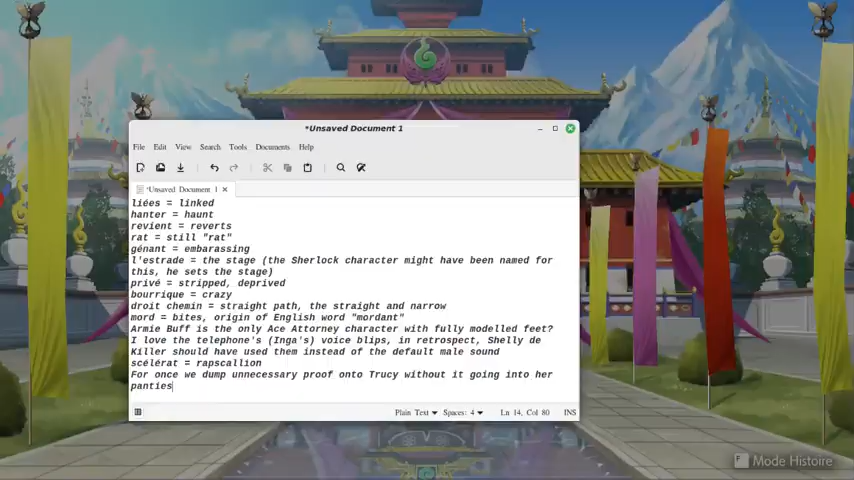 *Unsaved Document 1
File Edit View Search Tools Documents Help
*Unsaved Document 1
liées = linked
hanter = haunt
revient = reverts
rat = still "rat"
gênant = embarassing
l'estrade = the stage (the Sherlock character might have been named for
this, he sets the stage)
privé = stripped, deprived
bourrique = crazy
droit chemin = straight path, the straight and narrow
mord = bites, origin of English word "mordant"
Armie Buff is the only Ace Attorney character with fully modelled feet?
I love the telephone's (Inga's) voice blips, in retrospect, Shelly de
Killer should have used them instead of the default male sound
scélérat = rapscallion
For once we dump unnecessary proof onto Trucy without it going into her
panties
Plain Text Spaces: 4 Ln 14, Col 80 INS
F Mode Histoire